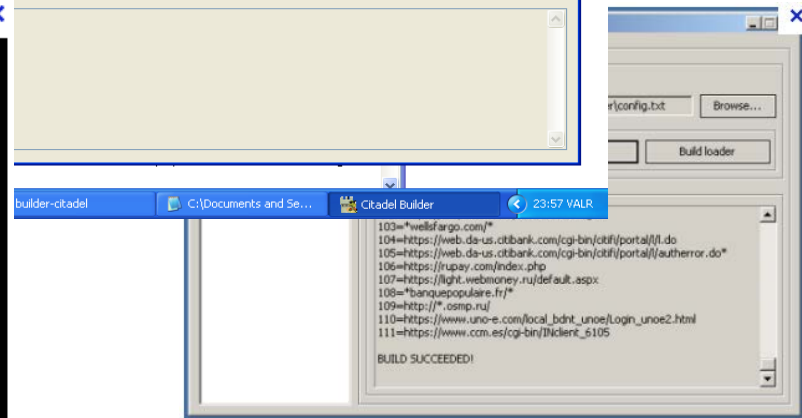 er\config.txt
Browse...
Build loader
builder-citadel
C:\Documents and Se...
Citadel Builder
23:57 VALR
103=*wellsfargo.com/*
104=https://web.da-us.citibank.com/cgi-bin/citifi/portal/l/l.do
105=https://web.da-us.citibank.com/cgi-bin/citifi/portal/l/autherror.do*
106=https://rupay.com/index.php
107=https://light.webmoney.ru/default.aspx
108=*banquepopulaire.fr/*
109=http://*.osmp.ru/
110=https://www.uno-e.com/local_bdnt_unoe/Login_unoe2.html
111=https://www.ccm.es/cgi-bin/INclient_6105
BUILD SUCCEEDED!